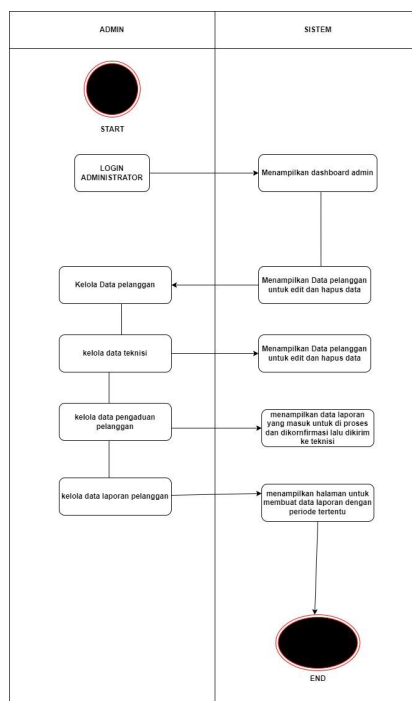 ADMIN
SISTEM
START
LOGIN
ADMINISTRATOR
Menampilkan dashboard admin
Kelola Data pelanggan
Menampilkan Data pelanggan
untuk edit dan hapus data
kelola data teknisi
Menampilkan Data pelanggan
untuk edit dan hapus data
kelola data pengaduan
pelanggan
menampilkan data laporan
yang masuk untuk di proses
dan dikornfirmasi lalu dikirim
ke teknisi
kelola data laporan pelanggan
menampilkan halaman untuk
membuat data laporan dengan
periode tertentu
END